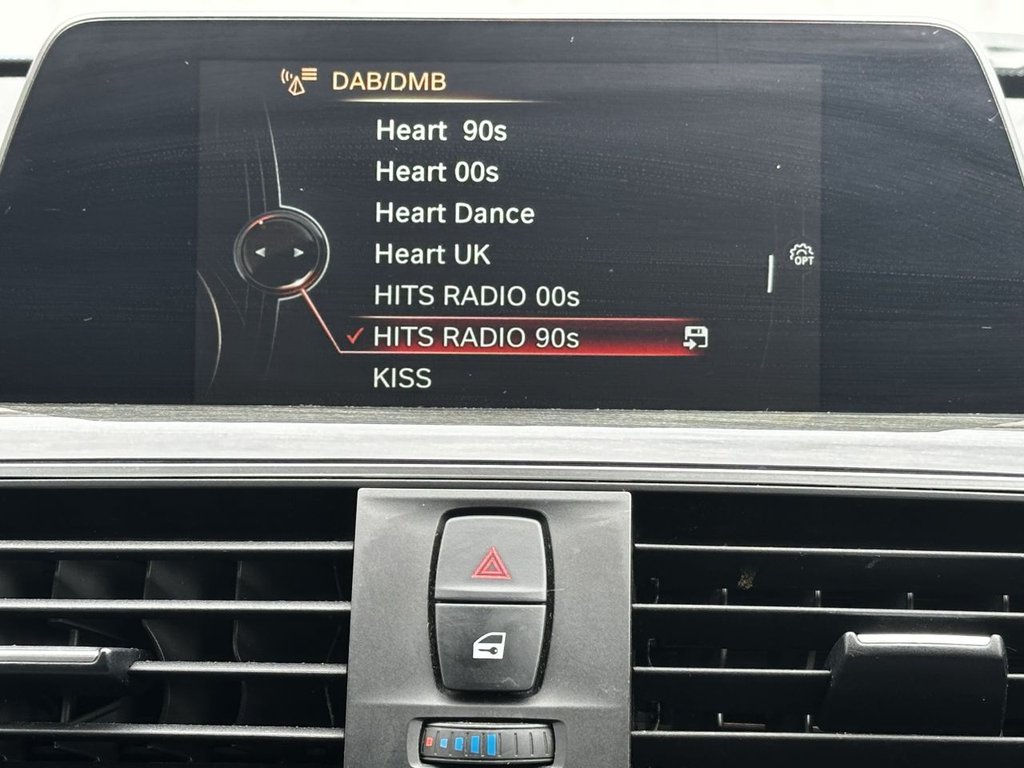 DAB/DMB
Heart 90s
Heart 00s
Heart Dance
Heart UK
OPT
HITS RADIO 00s
HITS RADIO 90s
KISS